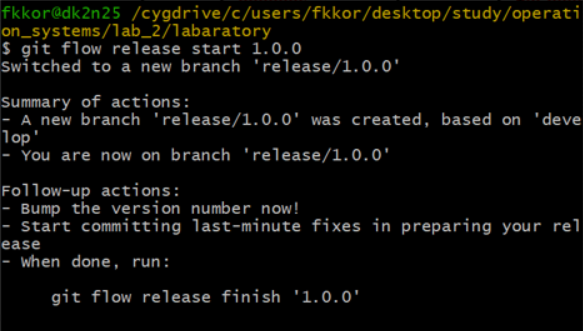 fkkor@dk2n25 /cygdrive/c/users/fkkor/desktop/study/operati
on_systems/lab_2/labaratory
$ git flow release start 1.0.0
Switched to a new branch 'release/1.0.0'
Summary of actions:
- A new branch 'release/1.0.0' was created, based on 'deve
lop'
- You are now on branch 'release/1.0.0'
Follow-up actions:
- Bump the version number now!
- Start committing last-minute fixes in preparing your rel
ease
- When done, run:
git flow release finish '1.0.0'